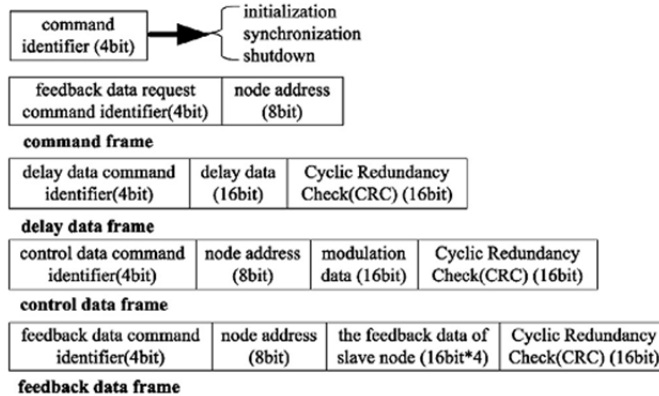 command
identifier (4bit)
initialization
synchronization
shutdown
feedback data request
command identifier(4bit)
node address
(8bit)
command frame
delay data command
identifier(4bit)
delay data
(16bit)
Cyclic Redundancy
Check(CRC) (16bit)
delay data frame
control data command
identifier(4bit)
node address
(8bit)
modulation
data (16bit)
Cyclic Redundancy
Check(CRC) (16bit)
control data frame
feedback data command
identifier(4bit)
node address
(8bit)
the feedback data of
slave node (16bit*4)
Cyclic Redundancy
Check(CRC) (16bit)
feedback data frame